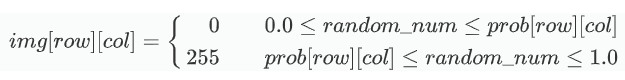 img[row][col] = { 0 0.0 ≤ random_num ≤ prob[row][col]
255 prob[row][col] ≤ random_num ≤ 1.0